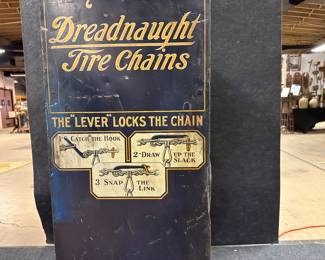 Dreadnaught
Tire Chains
THE "LEVER" LOCKS THE CHAIN
1 - CATCH THE HOOK
2 - DRAW UP THE
SLACK
3 SNAP THE
LINK